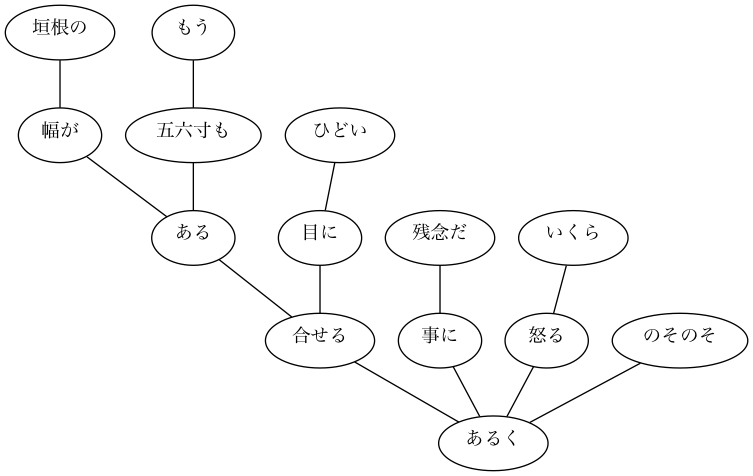 垣根の
もう
幅が
五六寸も
ひどい
ある
目に
残念だ
いくら
合せる
事に
怒る
のそのそ
あるく